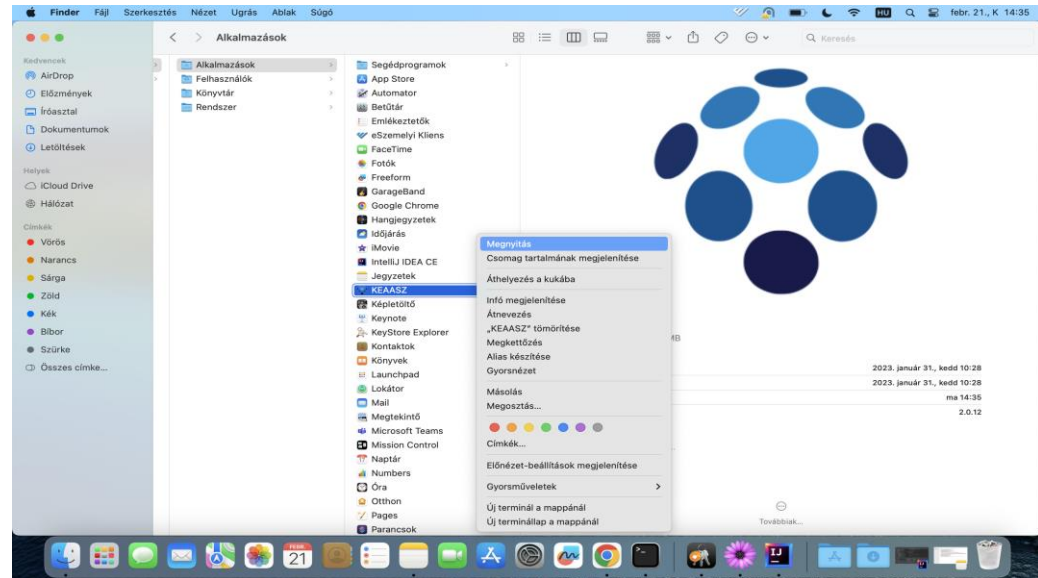 Finder Fájl Szerkesztés Nézet Ugrás Ablak Súgó HU febr. 21., K 14:35
Alkalmazások Keresés
Kedvencek
AirDrop
Előzmények
Íróasztal
Dokumentumok
Letöltések
Helyek
iCloud Drive
Hálózat
Címkék
Vörös
Narancs
Sárga
Zöld
Kék
Bíbor
Szürke
Összes címke...
Alkalmazások
Felhasználók
Könyvtár
Rendszer
Segédprogramok
App Store
Automator
Betűtár
Emlékeztetők
eSzemelyi Kliens
FaceTime
Fotók
Freeform
GarageBand
Google Chrome
Hangjegyzetek
Időjárás
iMovie
IntelliJ IDEA CE
Jegyzetek
KEAASZ
Képletöltő
Keynote
KeyStore Explorer
Kontaktok
Könyvek
Launchpad
Lokátor
Mail
Megtekintő
Microsoft Teams
Mission Control
Naptár
Numbers
Óra
Otthon
Pages
Parancsok
Megnyitás
Csomag tartalmának megjelenítése
Áthelyezés a kukába
Infó megjelenítése
Átnevezés
„KEAASZ" tömörítése
Megkettőzés
Alias készítése
Gyorsnézet
Másolás
Megosztás...
Címkék...
Előnézet-beállítások megjelenítése
Gyorsműveletek
Új terminál a mappánál
Új terminállap a mappánál
MB
2023. január 31., kedd 10:28
2023. január 31., kedd 10:28
ma 14:35
2.0.12
Továbbiak...
FEBR.
21